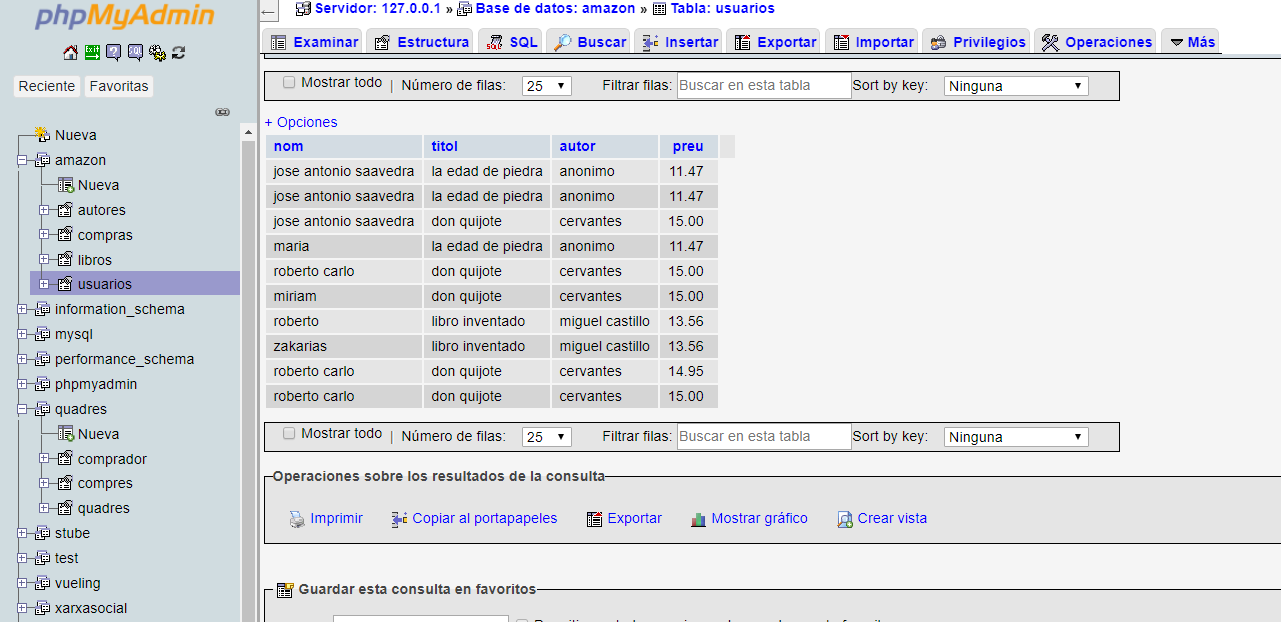 phpMyAdmin
Reciente Favoritas
Nueva
amazon
Nueva
autores
compras
libros
usuarios
information_schema
mysql
performance_schema
phpmyadmin
quadres
Nueva
comprador
compres
quadres
stube
test
vueling
xarxasocial
Servidor: 127.0.0.1 » Base de datos: amazon » Tabla: usuarios
Examinar Estructura SQL Buscar Insertar Exportar Importar Privilegios Operaciones Más
Mostrar todo | Número de filas: 25 Filtrar filas: Buscar en esta tabla Sort by key: Ninguna
+ Opciones
nom titol autor preu
jose antonio saavedra la edad de piedra anonimo 11.47
jose antonio saavedra la edad de piedra anonimo 11.47
jose antonio saavedra don quijote cervantes 15.00
maria la edad de piedra anonimo 11.47
roberto carlo don quijote cervantes 15.00
miriam don quijote cervantes 15.00
roberto libro inventado miguel castillo 13.56
zakarias libro inventado miguel castillo 13.56
roberto carlo don quijote cervantes 14.95
roberto carlo don quijote cervantes 15.00
Mostrar todo | Número de filas: 25 Filtrar filas: Buscar en esta tabla Sort by key: Ninguna
Operaciones sobre los resultados de la consulta
Imprimir Copiar al portapapeles Exportar Mostrar gráfico Crear vista
Guardar esta consulta en favoritos